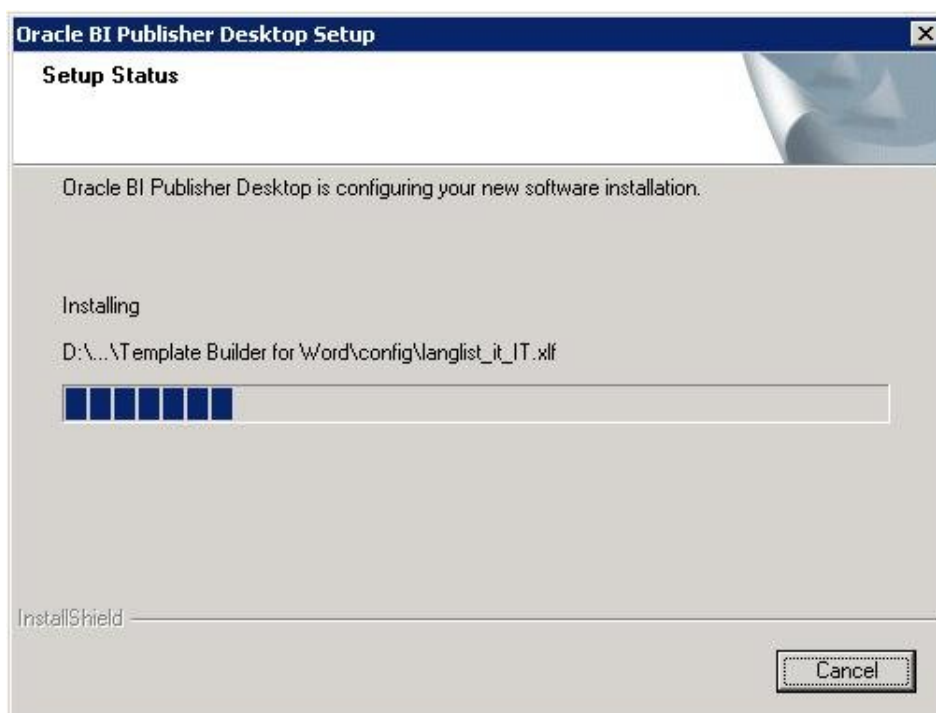 Oracle BI Publisher Desktop Setup
Setup Status
Oracle BI Publisher Desktop is configuring your new software installation.
Installing
D:\...\Template Builder for Word\config\langlist_it_IT.xlf
InstallShield
Cancel